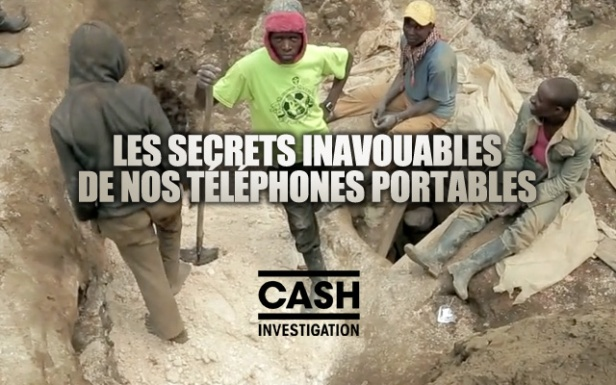 LES SECRETS INAVOUABLES
DE NOS TÉLÉPHONES PORTABLES
CASH
INVESTIGATION